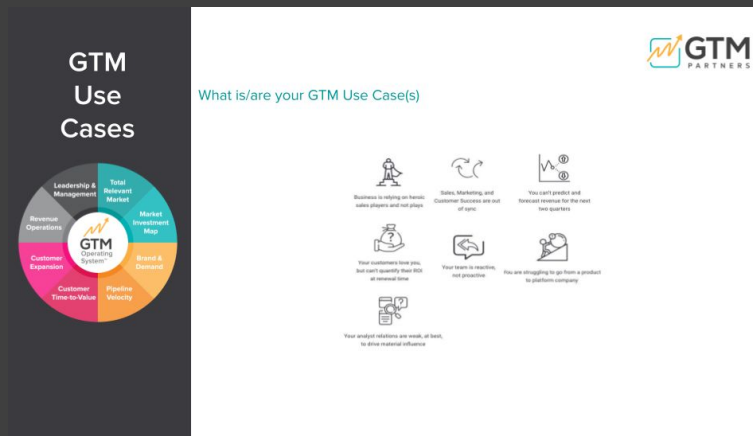 GTM
Use
Cases
Leadership &
Management
Total
Relevant
Market
Market
Investment
Map
Brand &
Demand
Pipeline
Velocity
Customer
Time-to-Value
Customer
Expansion
Revenue
Operations
GTM
Operating
System™
GTM
PARTNERS
What is/are your GTM Use Case(s)
Business is relying on heroic
sales players and not plays
Sales, Marketing, and
Customer Success are out
of sync
You can't predict and
forecast revenue for the next
two quarters
Your customers love you,
but can't quantify their ROI
at renewal time
Your team is reactive,
not proactive
You are struggling to go from a product
to platform company
Your analyst relations are weak, at best,
to drive material influence